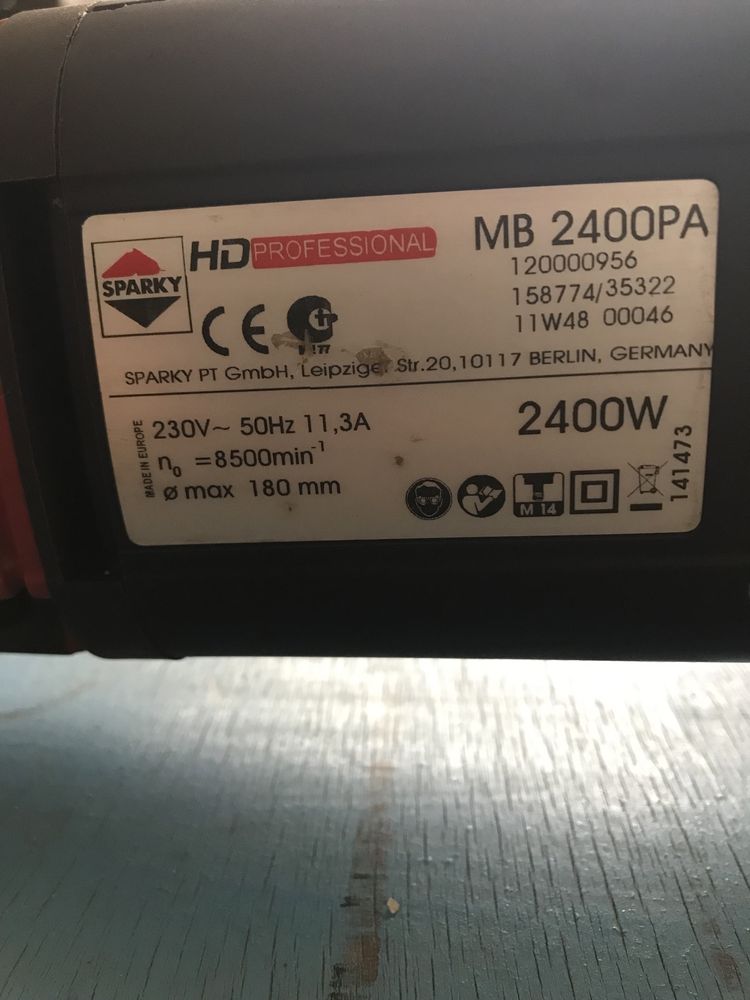 SPARKY
HD PROFESSIONAL
MB 2400PA
120000956
158774/35322
11W48 00046
CE
SPARKY PT GmbH, Leipziger Str.20,10117 BERLIN, GERMANY
MADE IN EUROPE
230V~ 50Hz 11,3A
n₀ =8500min⁻¹
ø max 180 mm
2400W
M 14
141473